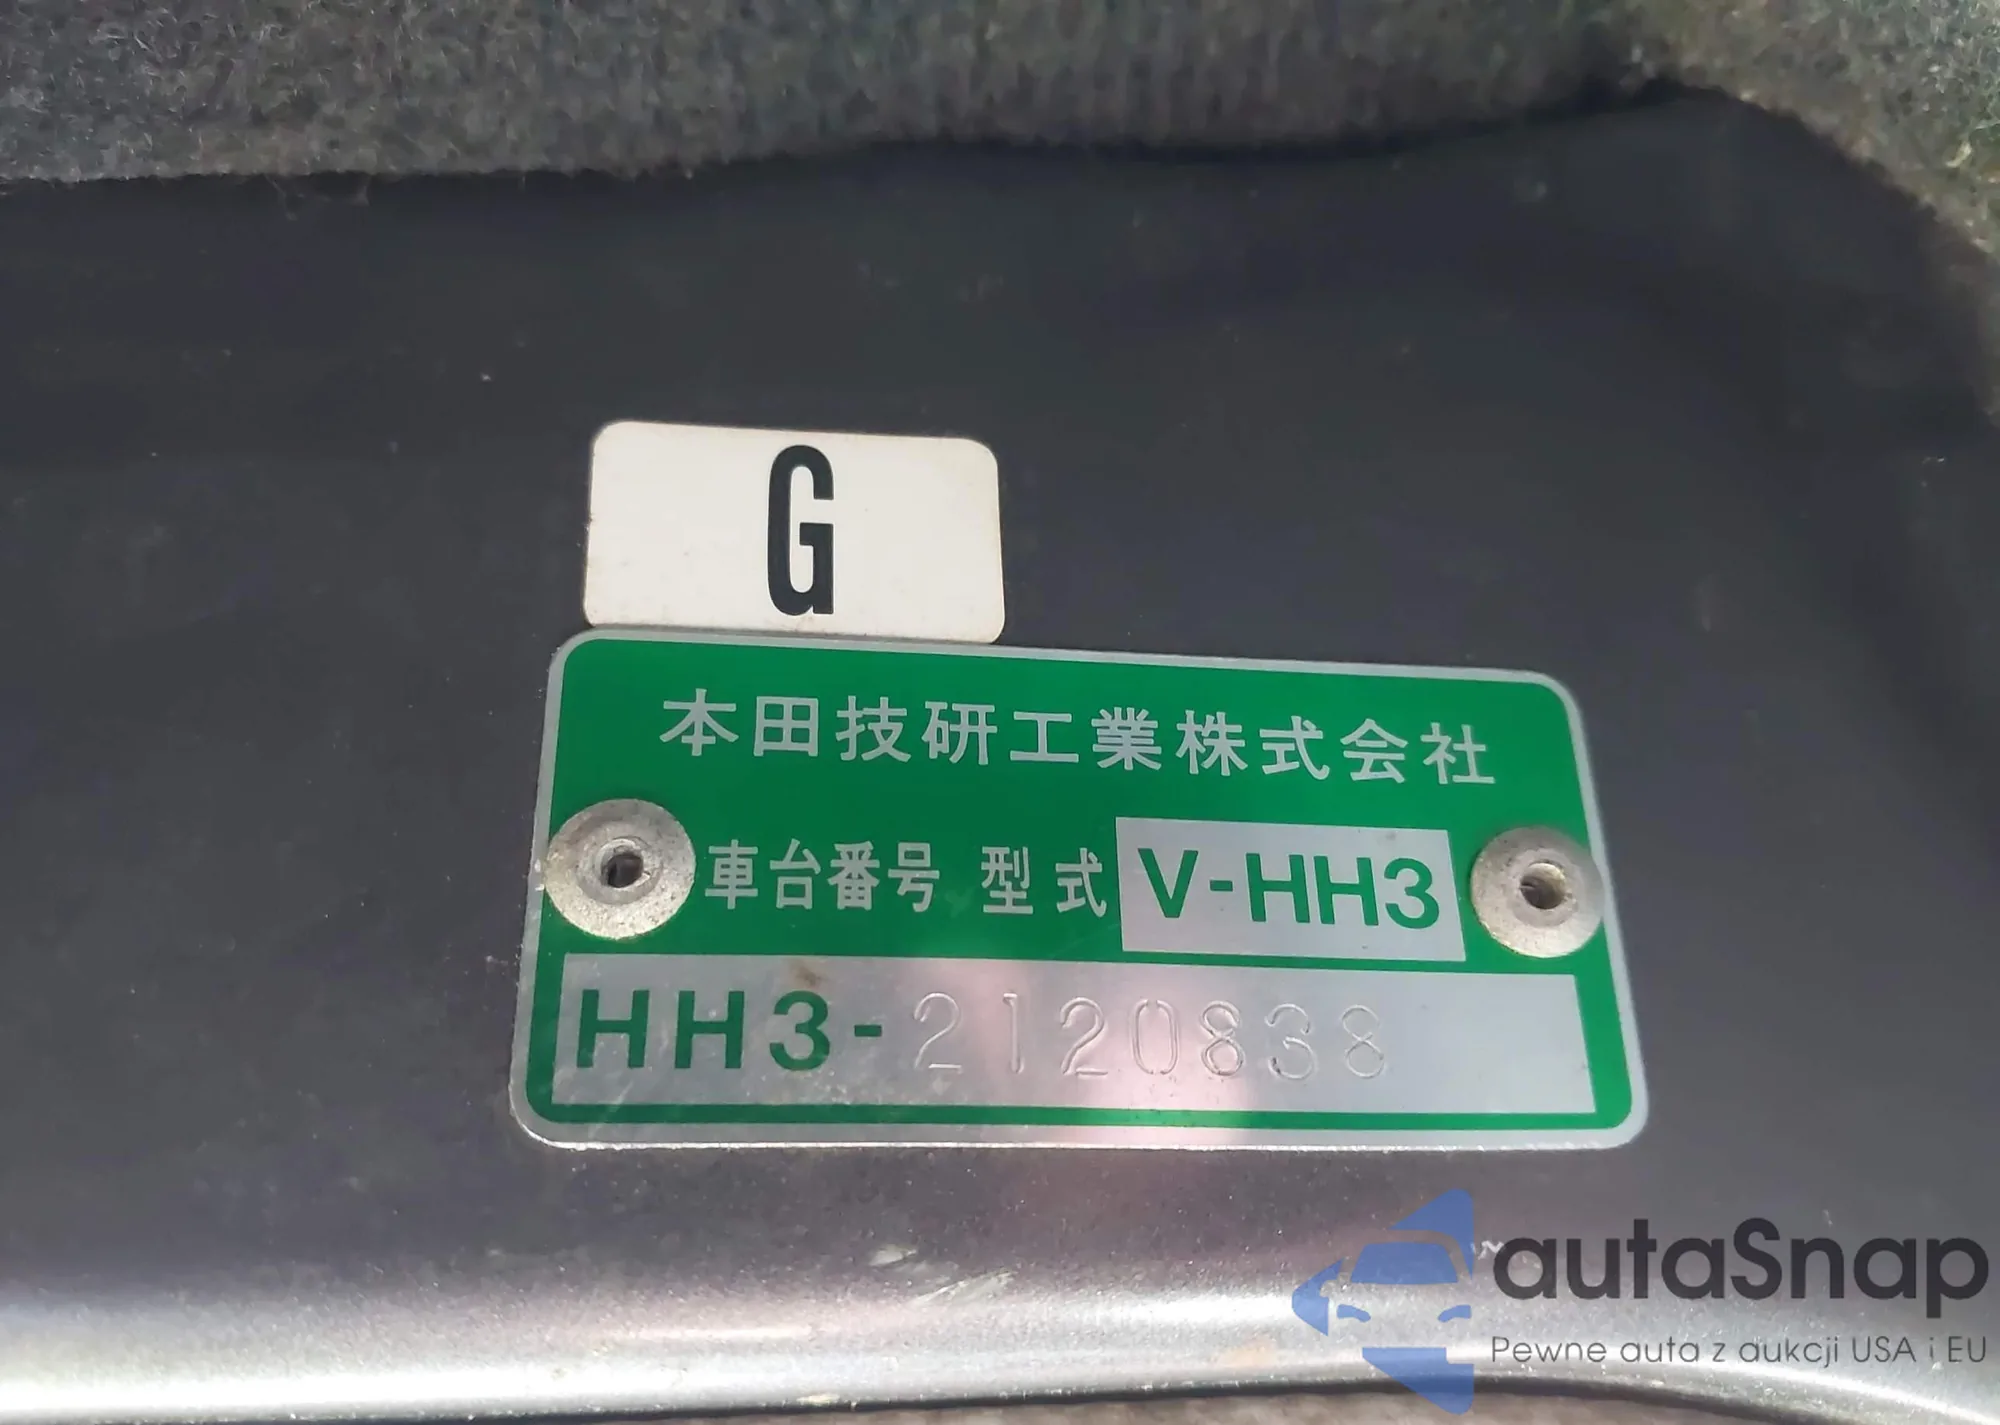 G
本田技研工業株式会社
車台番号 型式 V-HH3
HH3-2120838
autaSnap
Pewne auta z aukcji USA i EU